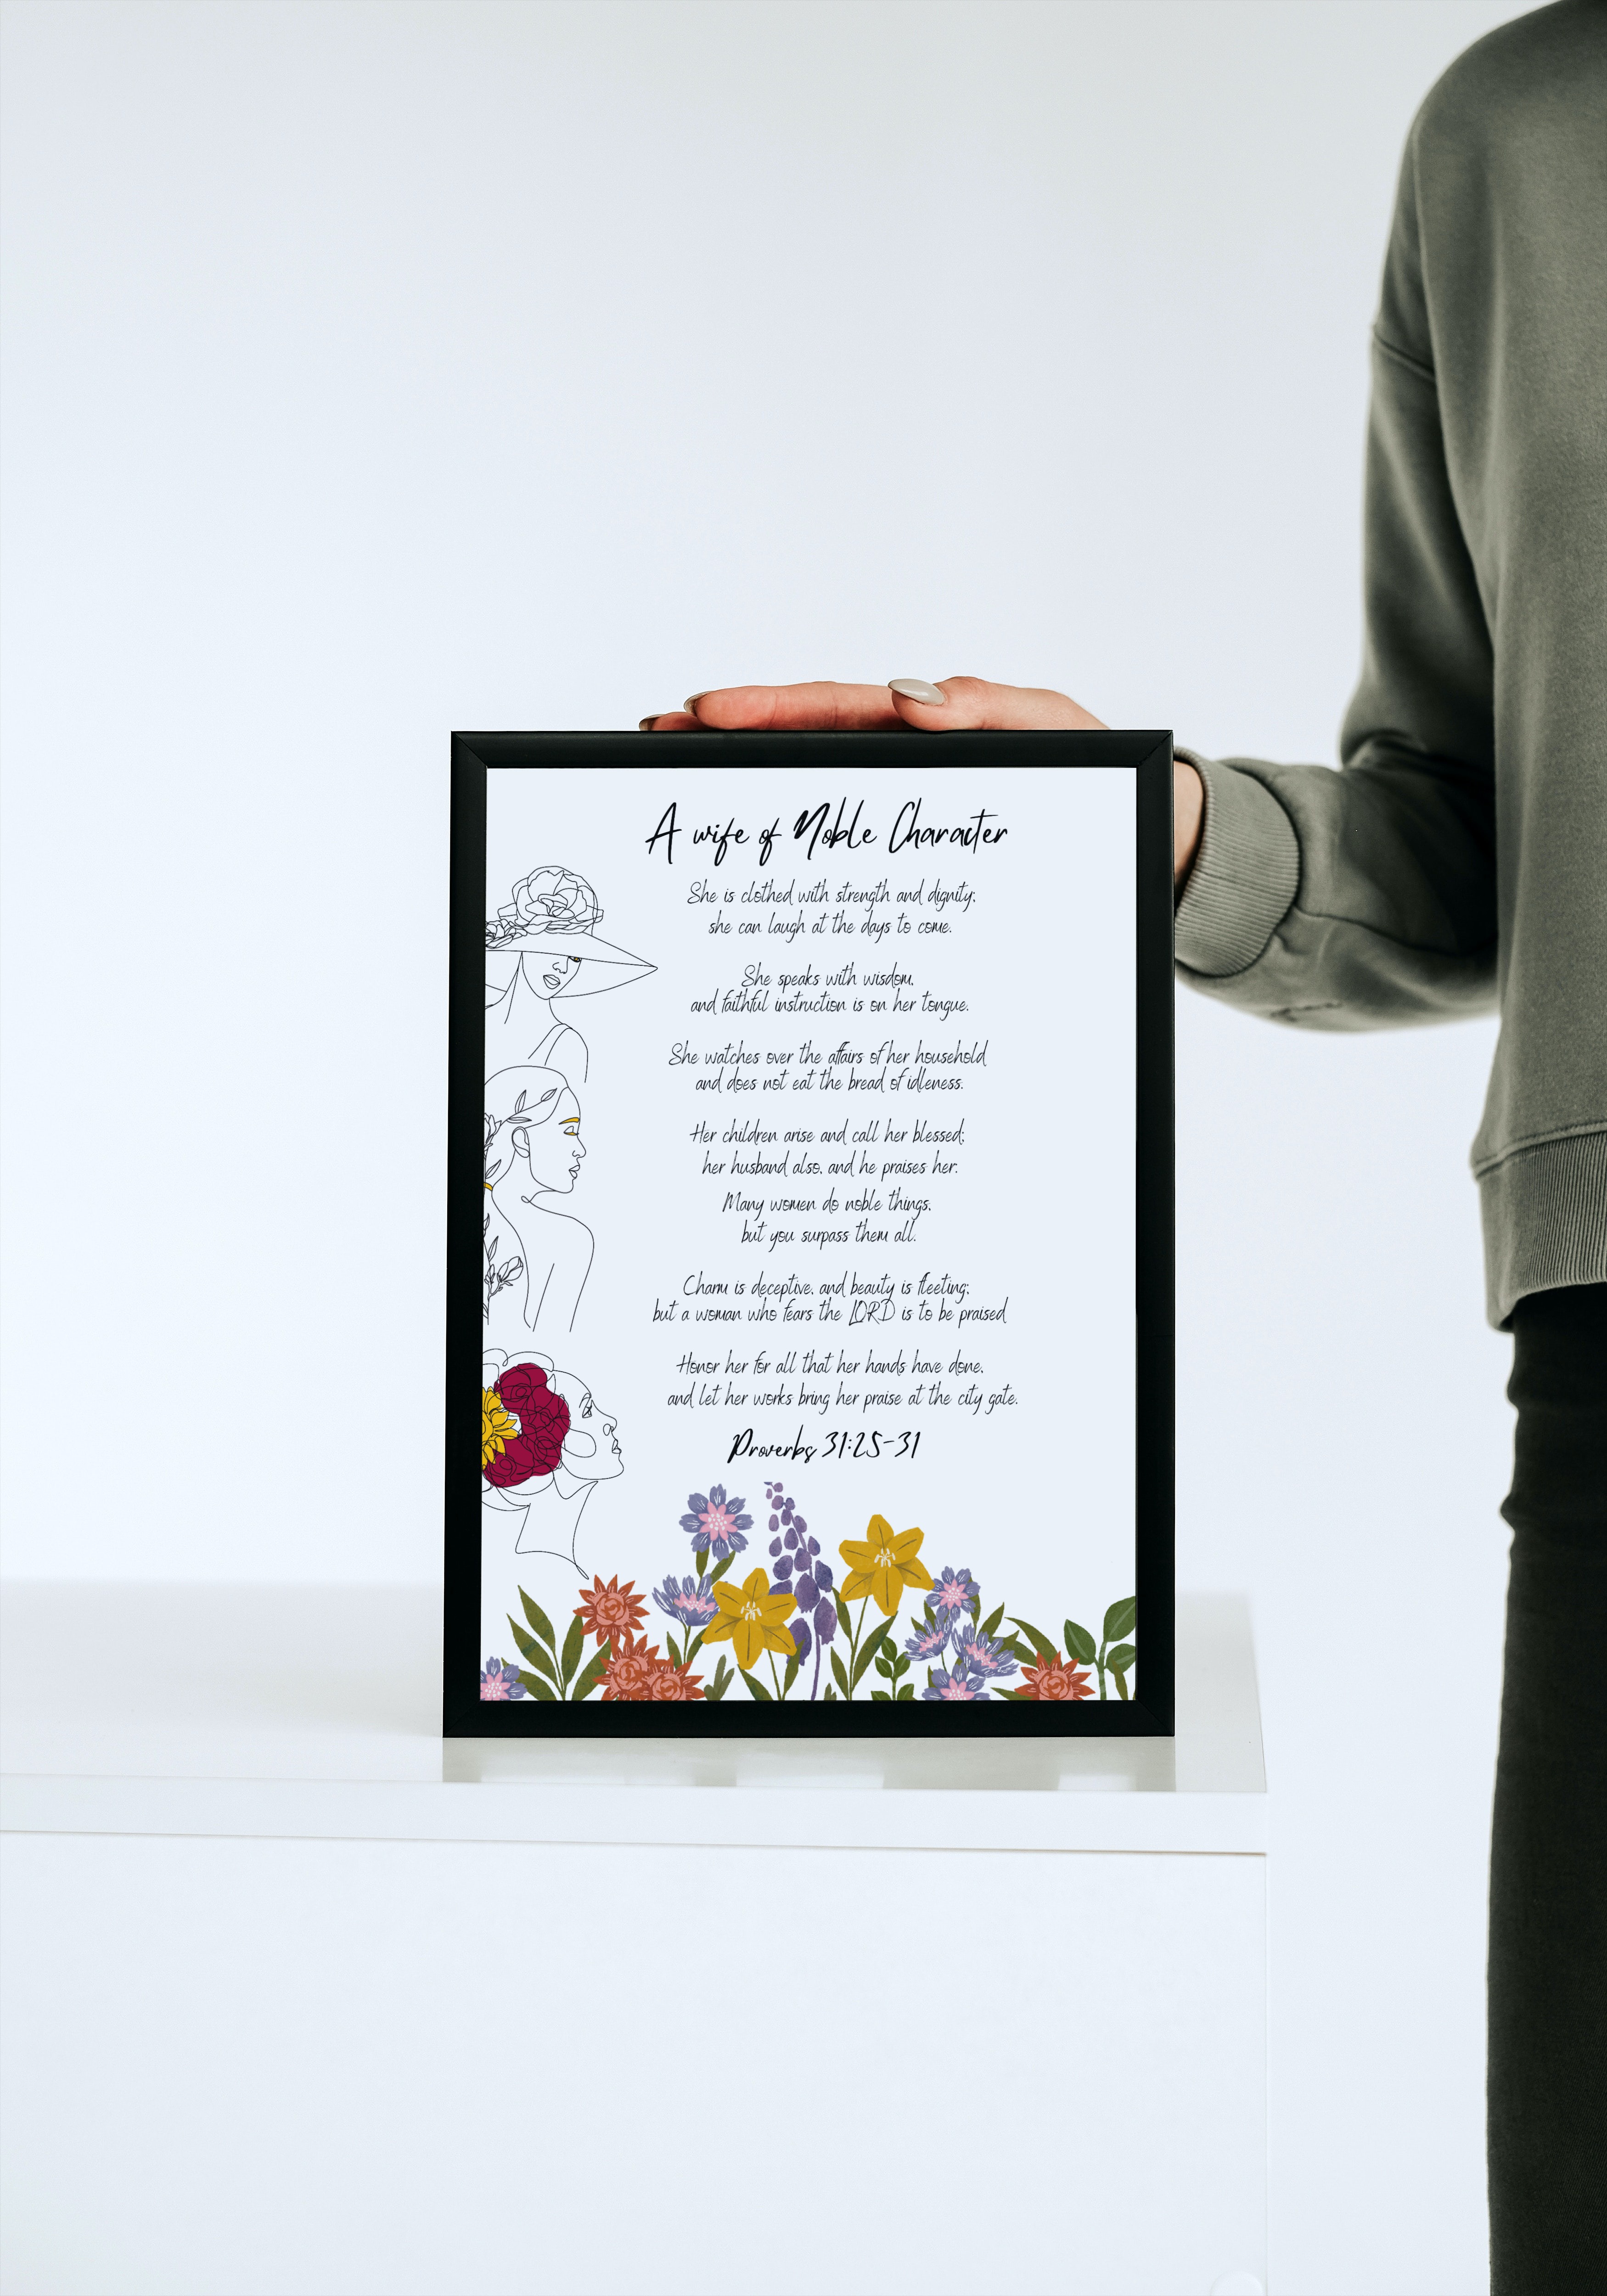 A wife of Noble Character
She is clothed with strength and dignity;
she can laugh at the days to come.
She speaks with wisdom,
and faithful instruction is on her tongue.
She watches over the affairs of her household
and does not eat the bread of idleness.
Her children arise and call her blessed;
her husband also, and he praises her:
Many women do noble things,
but you surpass them all.
Charm is deceptive, and beauty is fleeting;
but a woman who fears the LORD is to be praised
Honor her for all that her hands have done,
and let her works bring her praise at the city gate.
Proverbs 31:25-31